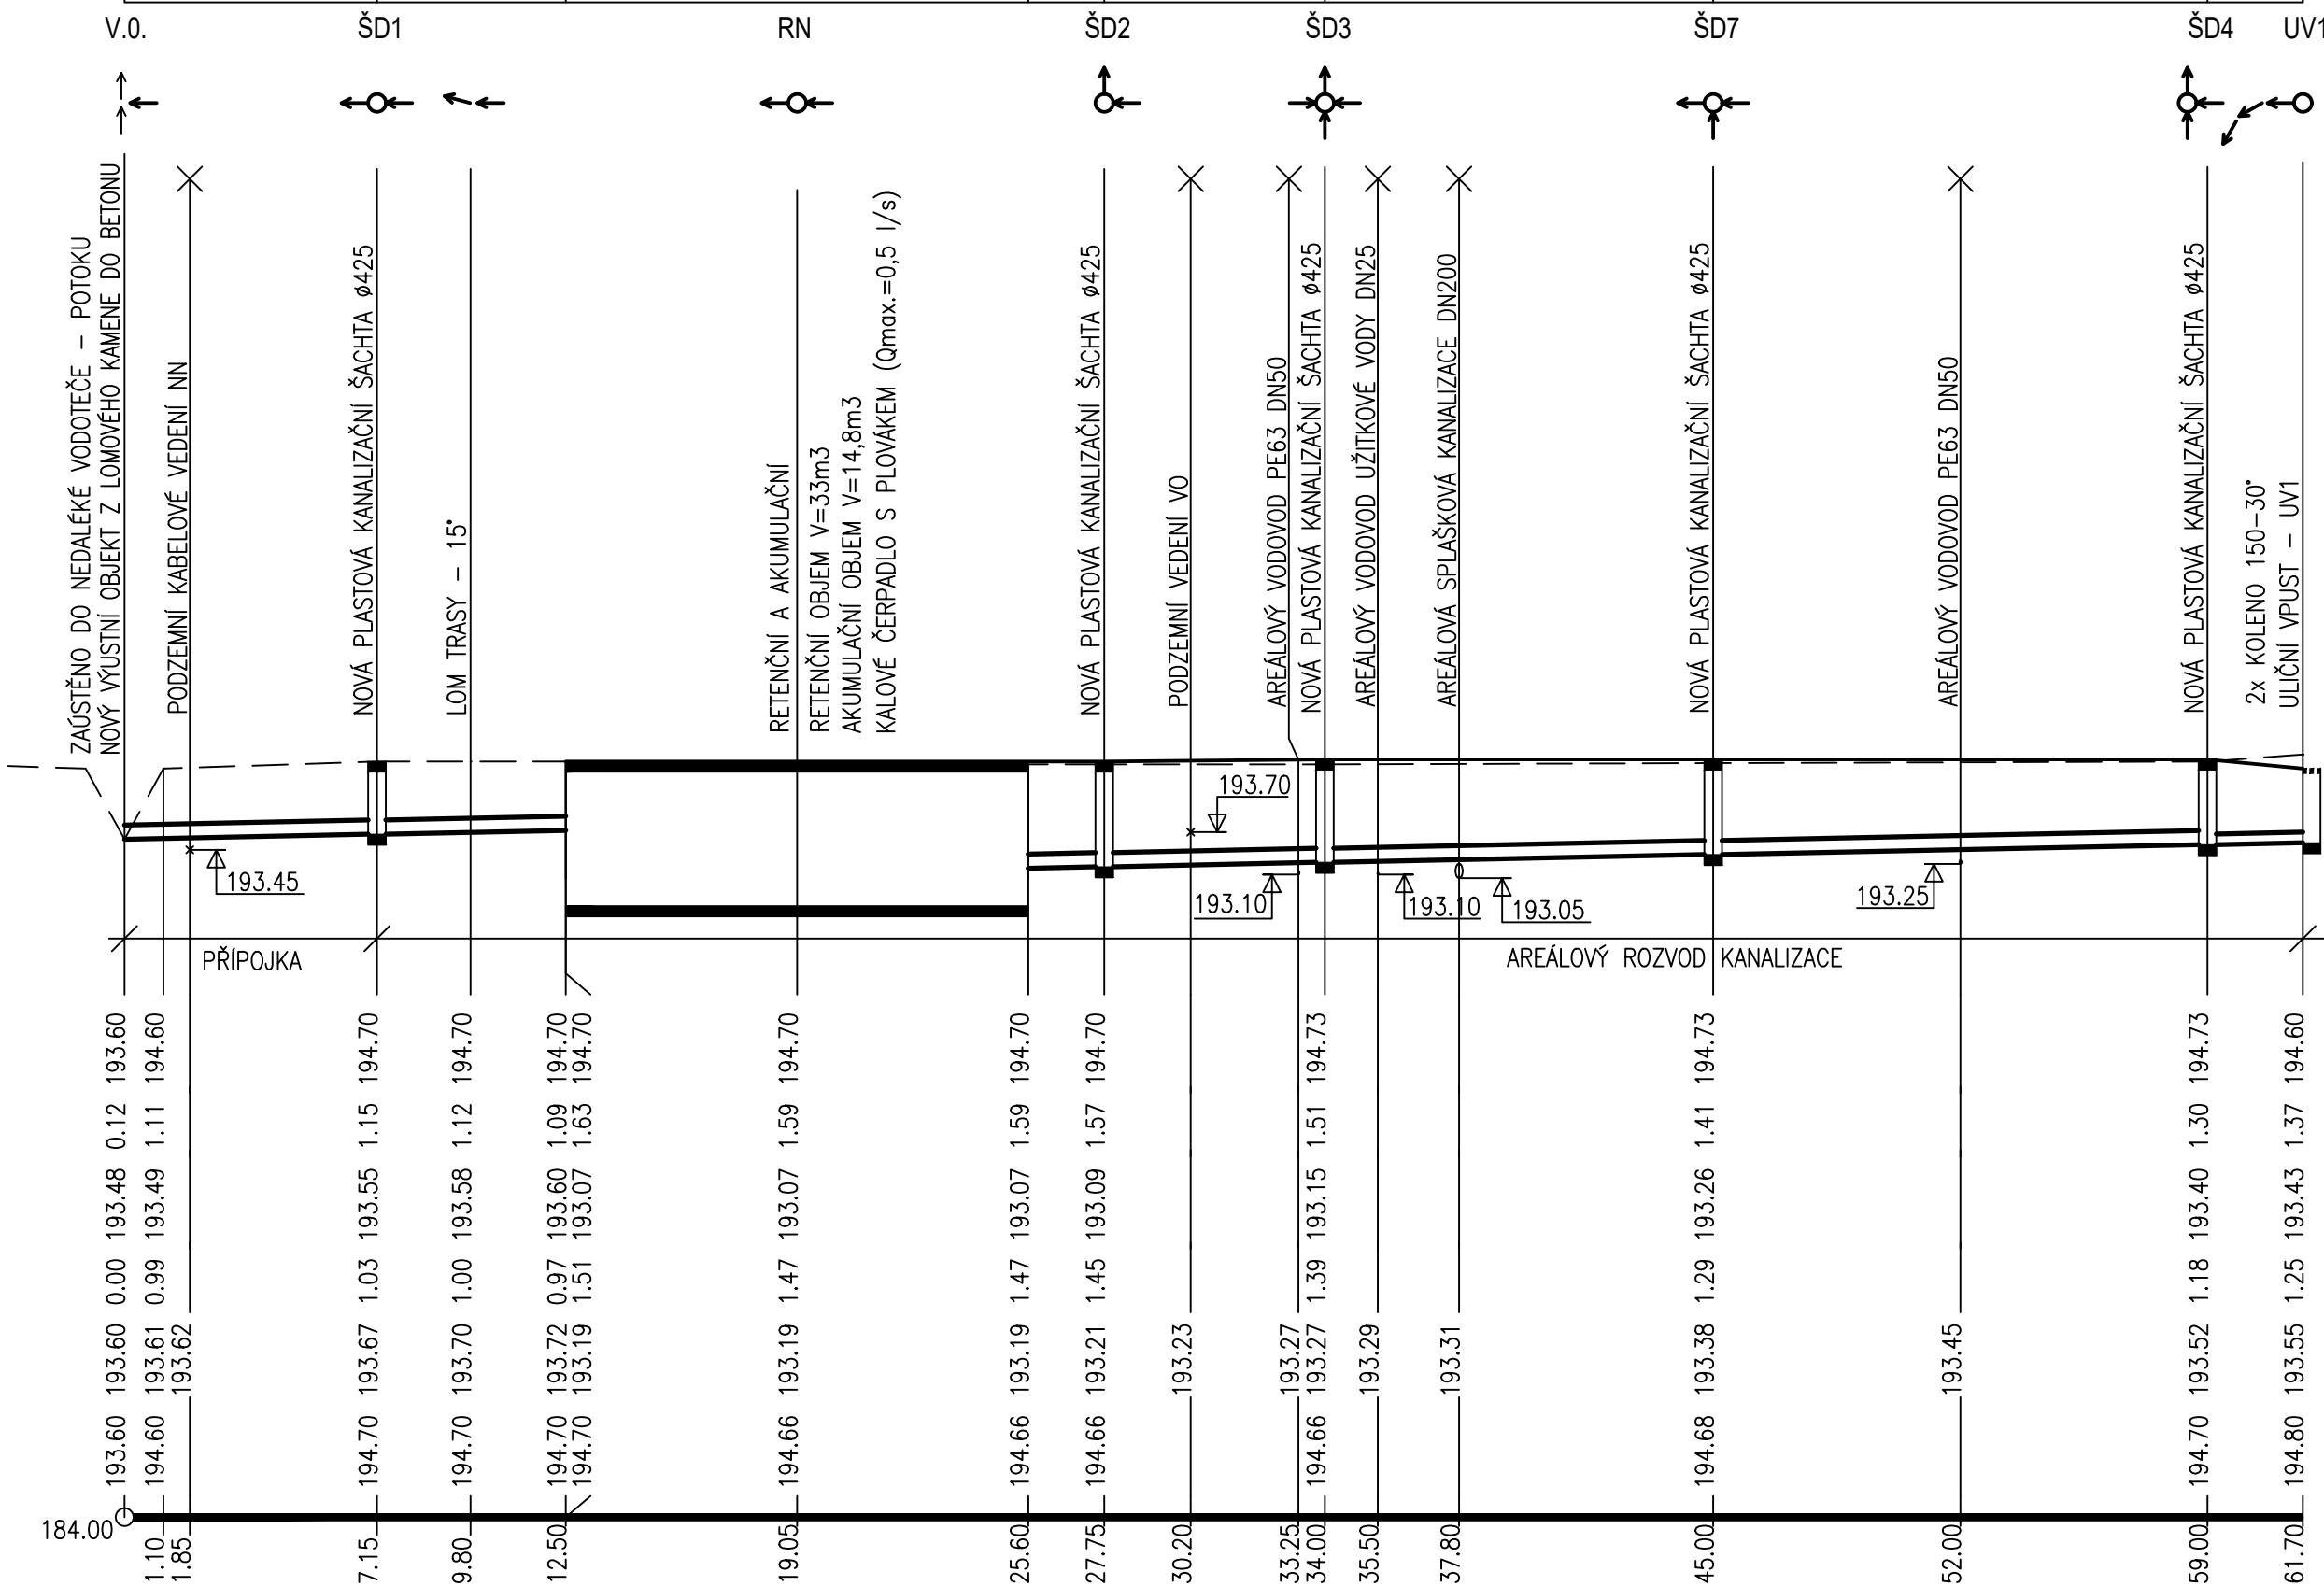 V.0. ŠD1 RN ŠD2 ŠD3 ŠD7 ŠD4 UV1
ZAÚSTĚNO DO NEDALÉKÉ VODOTEČE – POTOKU
NOVÝ VÝUSTNÍ OBJEKT Z LOMOVÉHO KAMENE DO BETONU
PODZEMNÍ KABELOVÉ VEDENÍ NN
NOVÁ PLASTOVÁ KANALIZAČNÍ ŠACHTA ø425
LOM TRASY – 15°
RETENČNÍ A AKUMULAČNÍ
RETENČNÍ OBJEM V=33m3
AKUMULAČNÍ OBJEM V=14,8m3
KALOVÉ ČERPADLO S PLOVÁKEM (Qmax.=0,5 l/s)
NOVÁ PLASTOVÁ KANALIZAČNÍ ŠACHTA ø425
PODZEMNÍ VEDENÍ VO
AREÁLOVÝ VODOVOD PE63 DN50
NOVÁ PLASTOVÁ KANALIZAČNÍ ŠACHTA ø425
AREÁLOVÝ VODOVOD UŽITKOVÉ VODY DN25
AREÁLOVÁ SPLAŠKOVÁ KANALIZACE DN200
NOVÁ PLASTOVÁ KANALIZAČNÍ ŠACHTA ø425
AREÁLOVÝ VODOVOD PE63 DN50
NOVÁ PLASTOVÁ KANALIZAČNÍ ŠACHTA ø425
2x KOLENO 150–30°
ULIČNÍ VPUST – UV1
193.70
193.45
193.10
193.10
193.05
193.25
PŘÍPOJKA
AREÁLOVÝ ROZVOD KANALIZACE
193.60 194.60 194.70 194.70 194.70 194.70 194.70 194.70 194.70 194.73 194.73 194.73 194.60
0.12 1.11 1.15 1.12 1.09 1.63 1.59 1.59 1.57 1.51 1.41 1.30 1.37
193.48 193.49 193.55 193.58 193.60 193.07 193.07 193.07 193.09 193.15 193.26 193.40 193.43
0.00 0.99 1.03 1.00 0.97 1.51 1.47 1.47 1.45 1.39 1.29 1.18 1.25
193.60 193.61 193.62 193.67 193.70 193.72 193.19 193.19 193.19 193.21 193.23 193.27 193.27 193.29 193.31 193.38 193.45 193.52 193.55
193.60 194.60 194.70 194.70 194.70 194.70 194.66 194.66 194.66 194.66 194.68 194.70 194.80
184.00
1.10 1.85 7.15 9.80 12.50 19.05 25.60 27.75 30.20 33.25 34.00 35.50 37.80 45.00 52.00 59.00 61.70